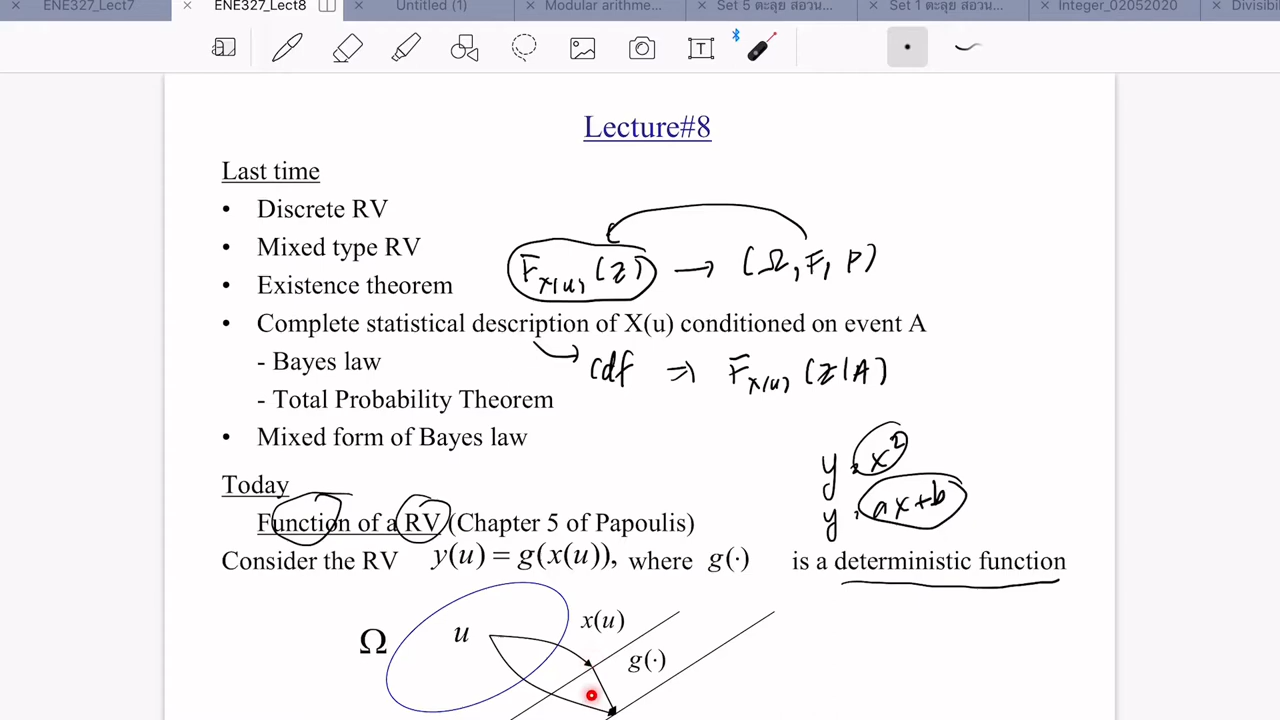 ENE327_Lect7 ENE327_Lect8 Untitled (1) Modular arithme... Set 5 ตะลุย สอวน... Set 1 ตะลุย สอวน... Integer_02052020 Divisibi
Lecture#8
Last time
• Discrete RV
• Mixed type RV
• Existence theorem
F_X(u) (z) → (Ω, F, P)
• Complete statistical description of X(u) conditioned on event A
- Bayes law
cdf ⇒ F_X(u) (z|A)
- Total Probability Theorem
• Mixed form of Bayes law
y = x²
Today
y = ax+b
Function of a RV (Chapter 5 of Papoulis)
Consider the RV y(u) = g(x(u)), where g(·) is a deterministic function
Ω u x(u)
g(·)